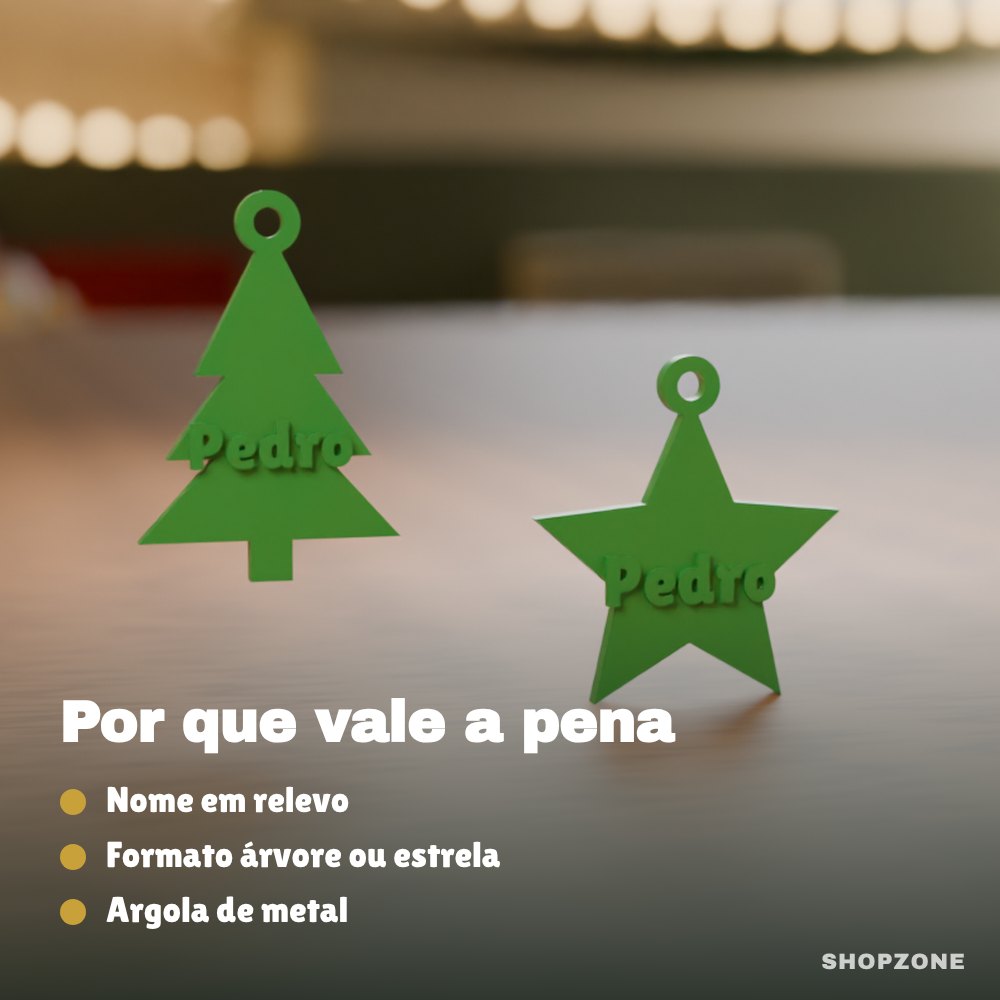 Pedro
Pedro
Por que vale a pena
Nome em relevo
Formato árvore ou estrela
Argola de metal
SHOPZONE